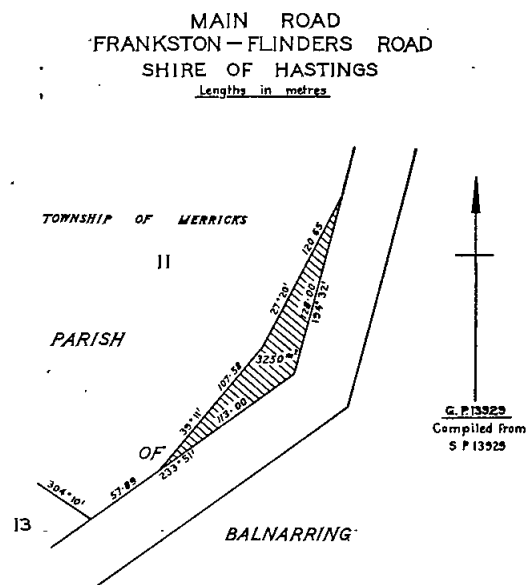 MAIN ROAD
FRANKSTON – FLINDERS ROAD
SHIRE OF HASTINGS
Lengths in metres
TOWNSHIP OF MERRICKS
11
PARISH
120·65
27°20'
128·00
194°32'
3250 m²
107·58
39°11'
113·00
233°51'
OF
G.P.13929
Compiled from
S P 13929
57·89
304°10'
13
BALNARRING